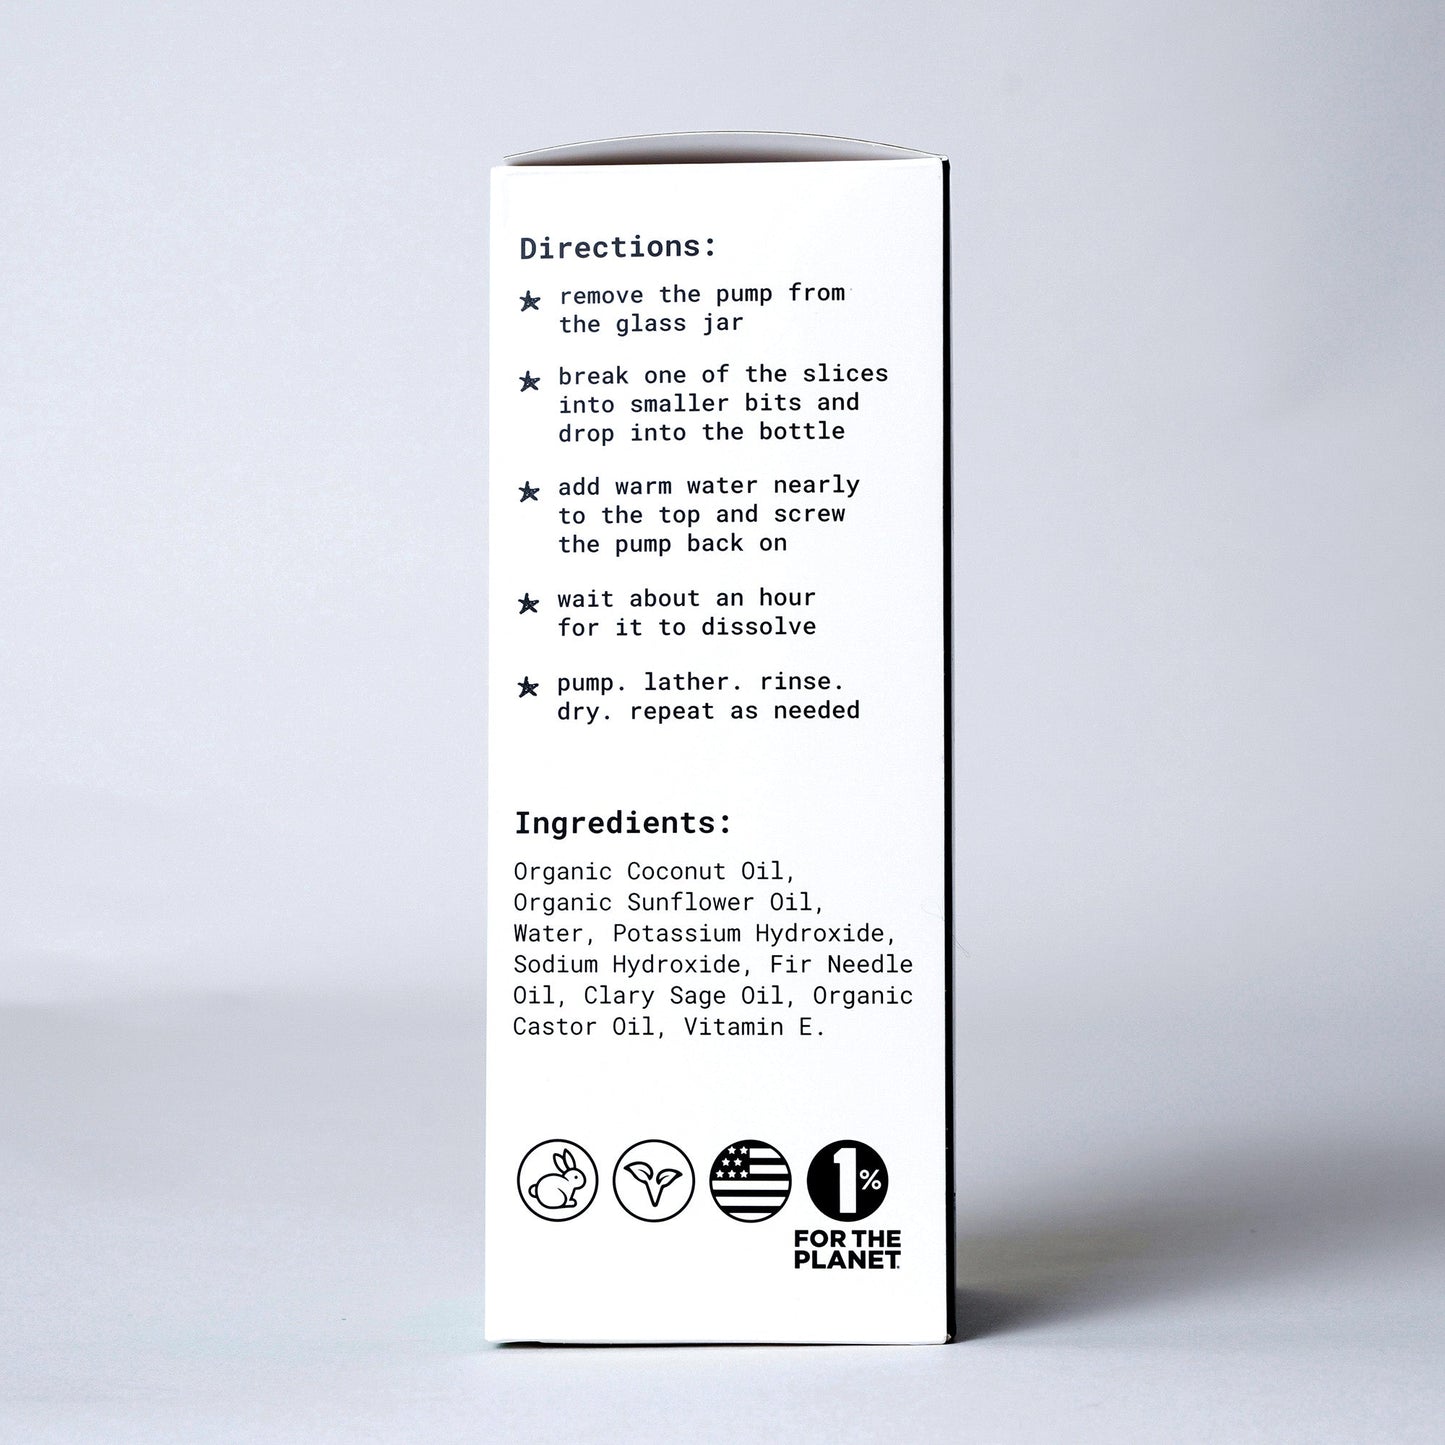 Directions:
remove the pump from
the glass jar
break one of the slices
into smaller bits and
drop into the bottle
add warm water nearly
to the top and screw
the pump back on
wait about an hour
for it to dissolve
pump. lather. rinse.
dry. repeat as needed
Ingredients:
Organic Coconut Oil,
Organic Sunflower Oil,
Water, Potassium Hydroxide,
Sodium Hydroxide, Fir Needle
Oil, Clary Sage Oil, Organic
Castor Oil, Vitamin E.
1%
FOR THE
PLANET